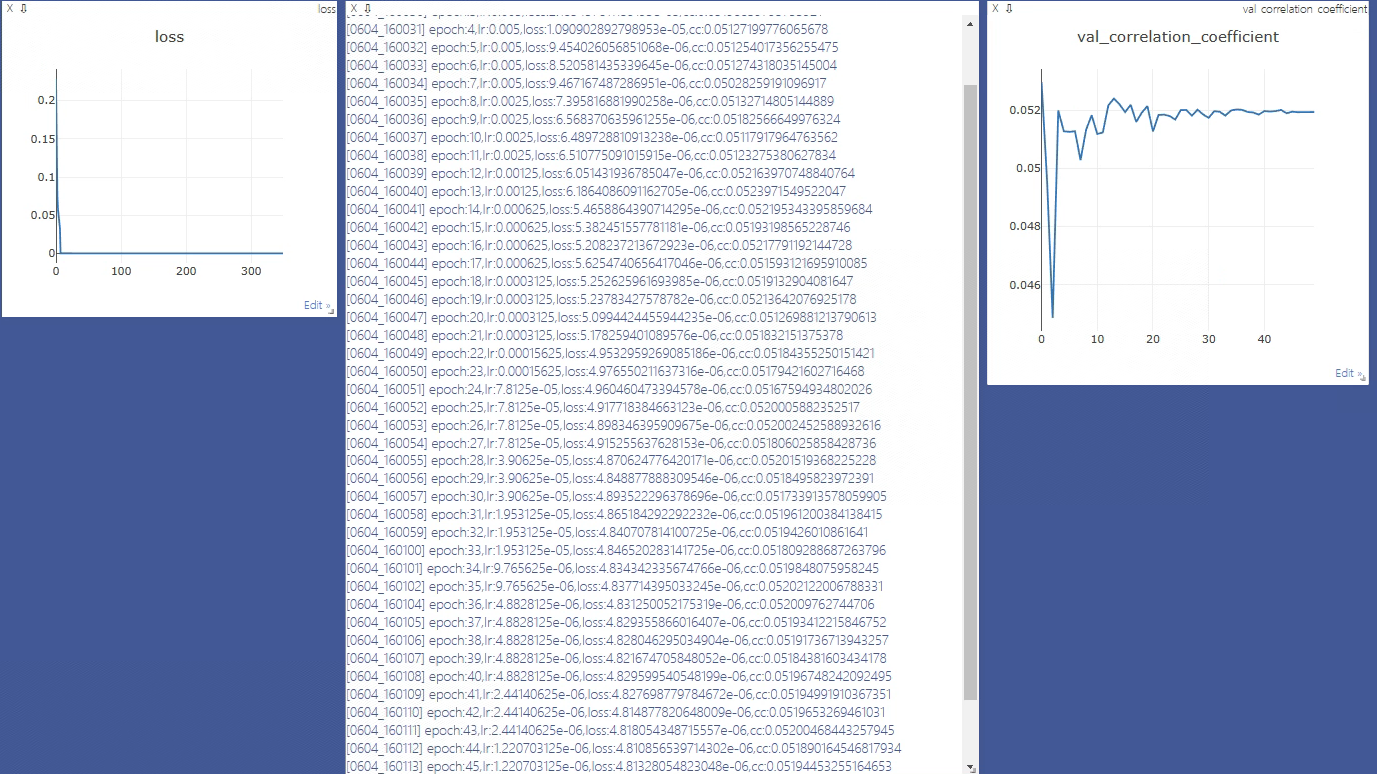 X ⇩ loss
loss
0.2
0.15
0.1
0.05
0
0 100 200 300
Edit »
X ⇩
[0604_160031] epoch:4,lr:0.005,loss:1.090902892798953e-05,cc:0.05127199776065678
[0604_160032] epoch:5,lr:0.005,loss:9.454026056851068e-06,cc:0.051254017356255475
[0604_160033] epoch:6,lr:0.005,loss:8.520581435339645e-06,cc:0.051274318035145004
[0604_160034] epoch:7,lr:0.005,loss:9.467167487286951e-06,cc:0.05028259191096917
[0604_160035] epoch:8,lr:0.0025,loss:7.395816881990258e-06,cc:0.05132714805144889
[0604_160036] epoch:9,lr:0.0025,loss:6.568370635961255e-06,cc:0.05182566649976324
[0604_160037] epoch:10,lr:0.0025,loss:6.489728810913238e-06,cc:0.05117917964763562
[0604_160038] epoch:11,lr:0.0025,loss:6.510775091015915e-06,cc:0.05123275380627834
[0604_160039] epoch:12,lr:0.00125,loss:6.051431936785047e-06,cc:0.052163970748840764
[0604_160040] epoch:13,lr:0.00125,loss:6.1864086091162705e-06,cc:0.0523971549522047
[0604_160041] epoch:14,lr:0.000625,loss:5.4658864390714295e-06,cc:0.052195343395859684
[0604_160042] epoch:15,lr:0.000625,loss:5.382451557781181e-06,cc:0.05193198565228746
[0604_160043] epoch:16,lr:0.000625,loss:5.208237213672923e-06,cc:0.05217791192144728
[0604_160044] epoch:17,lr:0.000625,loss:5.6254740656417046e-06,cc:0.051593121695910085
[0604_160045] epoch:18,lr:0.0003125,loss:5.252625961693985e-06,cc:0.0519132904081647
[0604_160046] epoch:19,lr:0.0003125,loss:5.23783427578782e-06,cc:0.05213642076925178
[0604_160047] epoch:20,lr:0.0003125,loss:5.0994424455944235e-06,cc:0.051269881213790613
[0604_160048] epoch:21,lr:0.0003125,loss:5.178259401089576e-06,cc:0.051832151375378
[0604_160049] epoch:22,lr:0.00015625,loss:4.9532959269085186e-06,cc:0.05184355250151421
[0604_160050] epoch:23,lr:0.00015625,loss:4.976550211637316e-06,cc:0.05179421602716468
[0604_160051] epoch:24,lr:7.8125e-05,loss:4.960460473394578e-06,cc:0.05167594934802026
[0604_160052] epoch:25,lr:7.8125e-05,loss:4.917718384663123e-06,cc:0.0520005882352517
[0604_160053] epoch:26,lr:7.8125e-05,loss:4.898346395909675e-06,cc:0.052002452588932616
[0604_160054] epoch:27,lr:7.8125e-05,loss:4.915255637628153e-06,cc:0.051806025858428736
[0604_160055] epoch:28,lr:3.90625e-05,loss:4.870624776420171e-06,cc:0.05201519368225228
[0604_160056] epoch:29,lr:3.90625e-05,loss:4.848877888309546e-06,cc:0.0518495823972391
[0604_160057] epoch:30,lr:3.90625e-05,loss:4.893522296378696e-06,cc:0.051733913578059905
[0604_160058] epoch:31,lr:1.953125e-05,loss:4.865184292292232e-06,cc:0.051961200384138415
[0604_160059] epoch:32,lr:1.953125e-05,loss:4.840707814100725e-06,cc:0.0519426010861641
[0604_160100] epoch:33,lr:1.953125e-05,loss:4.846520283141725e-06,cc:0.051809288687263796
[0604_160101] epoch:34,lr:9.765625e-06,loss:4.834342335674766e-06,cc:0.0519848075958245
[0604_160102] epoch:35,lr:9.765625e-06,loss:4.837714395033245e-06,cc:0.05202122006788331
[0604_160104] epoch:36,lr:4.8828125e-06,loss:4.831250052175319e-06,cc:0.052009762744706
[0604_160105] epoch:37,lr:4.8828125e-06,loss:4.829355866016407e-06,cc:0.05193412215846752
[0604_160106] epoch:38,lr:4.8828125e-06,loss:4.828046295034904e-06,cc:0.05191736713943257
[0604_160107] epoch:39,lr:4.8828125e-06,loss:4.821674705848052e-06,cc:0.05184381603434178
[0604_160108] epoch:40,lr:4.8828125e-06,loss:4.829599540548199e-06,cc:0.05196748242092495
[0604_160109] epoch:41,lr:2.44140625e-06,loss:4.827698779784672e-06,cc:0.05194991910367351
[0604_160110] epoch:42,lr:2.44140625e-06,loss:4.814877820648009e-06,cc:0.0519653269461031
[0604_160111] epoch:43,lr:2.44140625e-06,loss:4.818054348715557e-06,cc:0.05200468443257945
[0604_160112] epoch:44,lr:1.220703125e-06,loss:4.810856539714302e-06,cc:0.051890164546817934
[0604_160113] epoch:45,lr:1.220703125e-06,loss:4.81328054823048e-06,cc:0.05194453255164653
X ⇩ val_correlation_coefficient
val_correlation_coefficient
0.052
0.05
0.048
0.046
0 10 20 30 40
Edit »